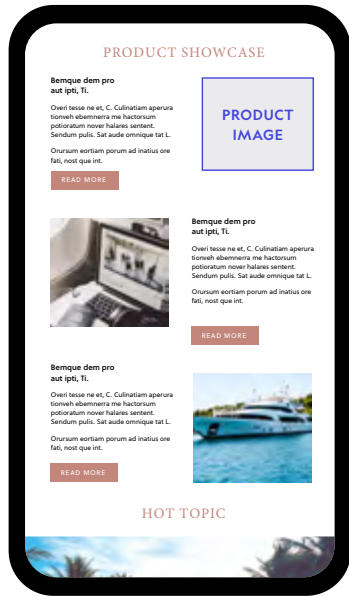 PRODUCT SHOWCASE
Bemque dem pro
aut ipti, Ti.
Overi tesse ne et, C. Culinatiam aperura
tionveh ebemnerra me hactorsum
potioratum nover halares sentent.
Sendum pulis. Sat aude omnique tat L.
Orursum eortiam porum ad inatius ore
fati, nost que int.
READ MORE
PRODUCT
IMAGE
Bemque dem pro
aut ipti, Ti.
Overi tesse ne et, C. Culinatiam aperura
tionveh ebemnerra me hactorsum
potioratum nover halares sentent.
Sendum pulis. Sat aude omnique tat L.
Orursum eortiam porum ad inatius ore
fati, nost que int.
READ MORE
Bemque dem pro
aut ipti, Ti.
Overi tesse ne et, C. Culinatiam aperura
tionveh ebemnerra me hactorsum
potioratum nover halares sentent.
Sendum pulis. Sat aude omnique tat L.
Orursum eortiam porum ad inatius ore
fati, nost que int.
READ MORE
HOT TOPIC